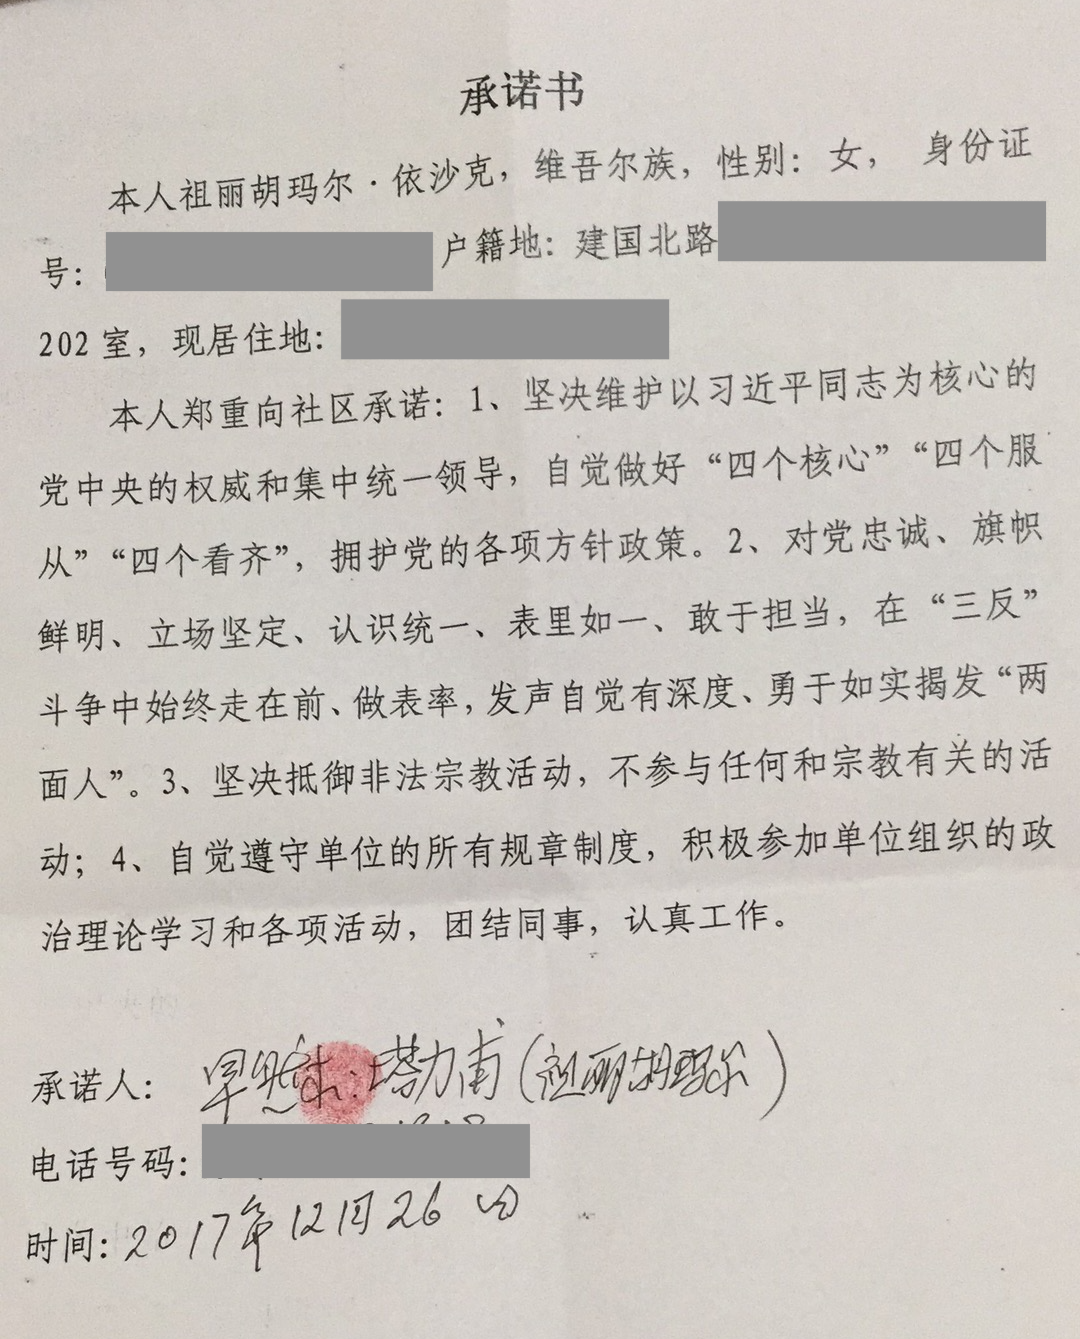 承诺书
本人祖丽胡玛尔·依沙克，维吾尔族，性别：女， 身份证
号： 户籍地：建国北路
202 室，现居住地：
本人郑重向社区承诺：1、坚决维护以习近平同志为核心的
党中央的权威和集中统一领导，自觉做好“四个核心”“四个服
从”“四个看齐”，拥护党的各项方针政策。2、对党忠诚、旗帜
鲜明、立场坚定、认识统一、表里如一、敢于担当，在“三反”
斗争中始终走在前、做表率，发声自觉有深度、勇于如实揭发“两
面人”。3、坚决抵御非法宗教活动，不参与任何和宗教有关的活
动；4、自觉遵守单位的所有规章制度，积极参加单位组织的政
治理论学习和各项活动，团结同事，认真工作。
承诺人： 塔力甫（祖丽胡玛尔）
电话号码：
时间：2017年12月26日